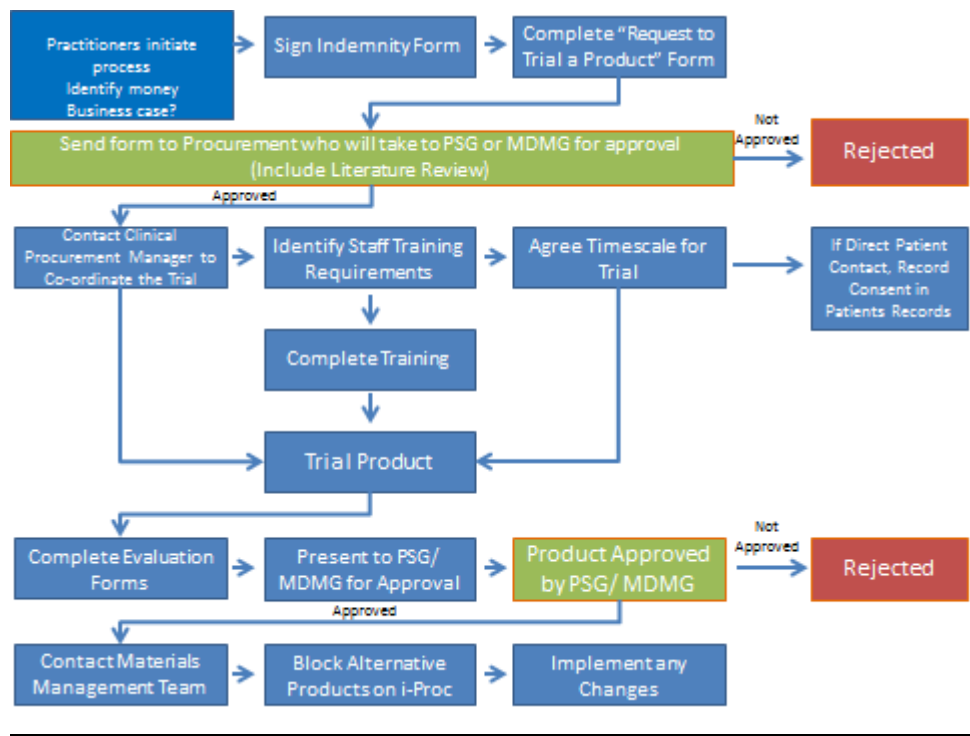 Practitioners initiate
process
Identify money
Business case?
Sign Indemnity Form
Complete “Request to
Trial a Product” Form
Send form to Procurement who will take to PSG or MDMG for approval
(Include Literature Review)
Not
Approved
Rejected
Approved
Contact Clinical
Procurement Manager to
Co-ordinate the Trial
Identify Staff Training
Requirements
Agree Timescale for
Trial
If Direct Patient
Contact, Record
Consent in
Patients Records
Complete Training
Trial Product
Complete Evaluation
Forms
Present to PSG/
MDMG for Approval
Product Approved
by PSG/ MDMG
Not
Approved
Rejected
Approved
Contact Materials
Management Team
Block Alternative
Products on i-Proc
Implement any
Changes